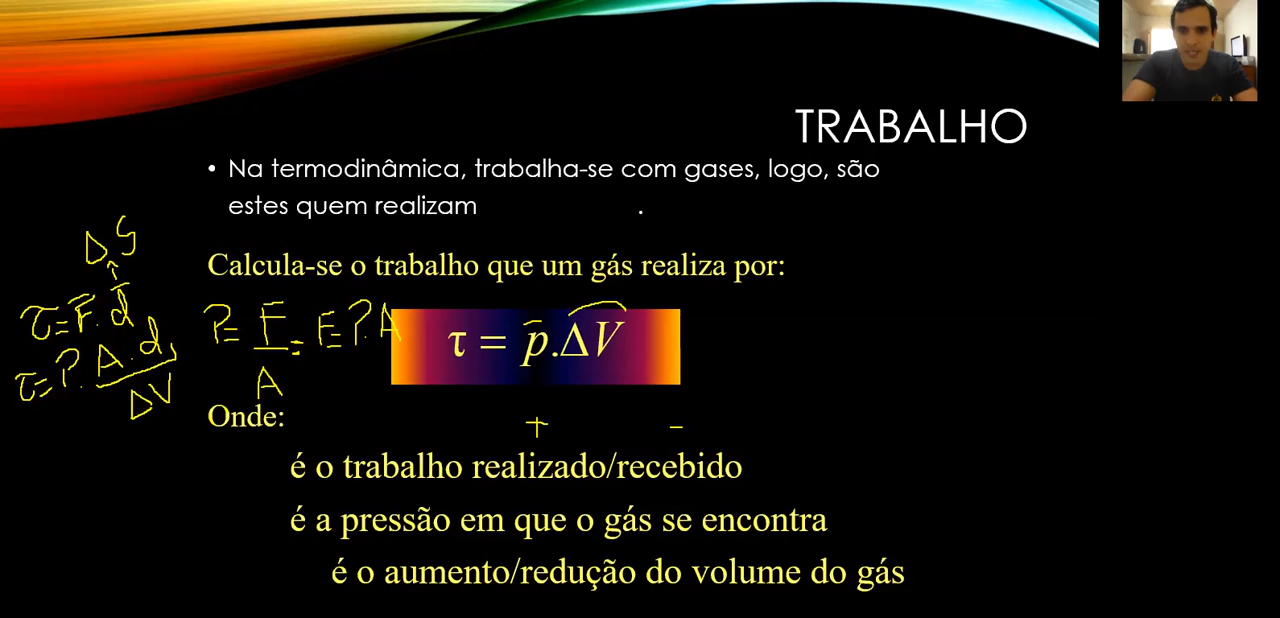 TRABALHO
• Na termodinâmica, trabalha-se com gases, logo, são
estes quem realizam .
ΔS
Calcula-se o trabalho que um gás realiza por:
τ = F.d
P = F/A = F P.A
τ = p.ΔV
τ = P. A.d
ΔV
Onde:
+ –
é o trabalho realizado/recebido
é a pressão em que o gás se encontra
é o aumento/redução do volume do gás